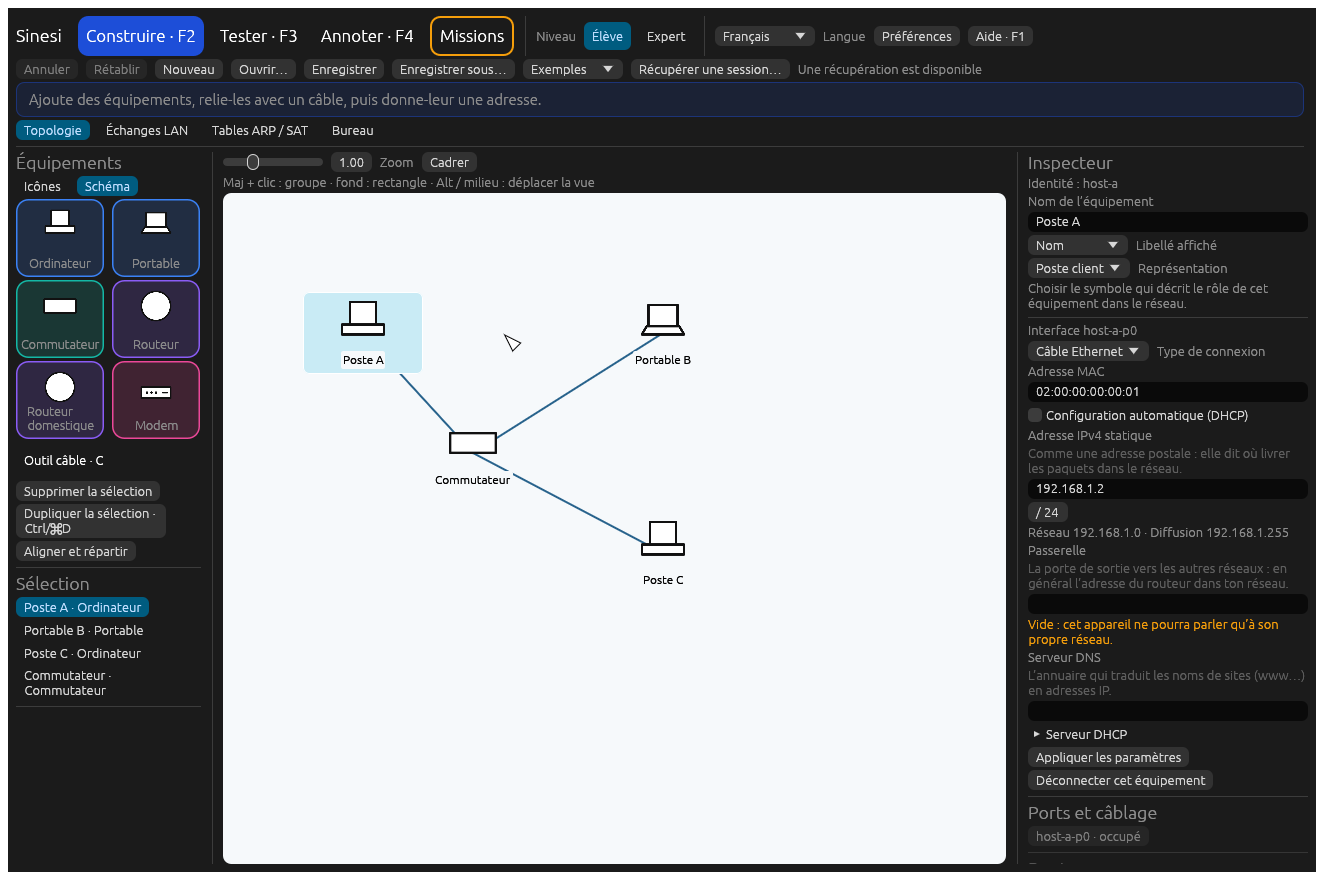 Sinesi
Construire · F2
Tester · F3
Annoter · F4
Missions
Niveau
Élève
Expert
Français
Langue
Préférences
Aide · F1
Annuler
Rétablir
Nouveau
Ouvrir…
Enregistrer
Enregistrer sous…
Exemples
Récupérer une session…
Une récupération est disponible
Ajoute des équipements, relie-les avec un câble, puis donne-leur une adresse.
Topologie
Échanges LAN
Tables ARP / SAT
Bureau
Équipements
Icônes
Schéma
Ordinateur
Portable
Commutateur
Routeur
Routeur
domestique
Modem
Outil câble · C
Supprimer la sélection
Dupliquer la sélection ·
Ctrl/⌘D
Aligner et répartir
Sélection
Poste A · Ordinateur
Portable B · Portable
Poste C · Ordinateur
Commutateur ·
Commutateur
1.00
Zoom
Cadrer
Maj + clic : groupe · fond : rectangle · Alt / milieu : déplacer la vue
Poste A
Portable B
Commutateur
Poste C
Inspecteur
Identité : host-a
Nom de l’équipement
Poste A
Nom
Libellé affiché
Poste client
Représentation
Choisir le symbole qui décrit le rôle de cet
équipement dans le réseau.
Interface host-a-p0
Câble Ethernet
Type de connexion
Adresse MAC
02:00:00:00:00:01
Configuration automatique (DHCP)
Adresse IPv4 statique
Comme une adresse postale : elle dit où livrer
les paquets dans le réseau.
192.168.1.2
/ 24
Réseau 192.168.1.0 · Diffusion 192.168.1.255
Passerelle
La porte de sortie vers les autres réseaux : en
général l’adresse du routeur dans ton réseau.
Vide : cet appareil ne pourra parler qu’à son
propre réseau.
Serveur DNS
L’annuaire qui traduit les noms de sites (www…)
en adresses IP.
Serveur DHCP
Appliquer les paramètres
Déconnecter cet équipement
Ports et câblage
host-a-p0 · occupé